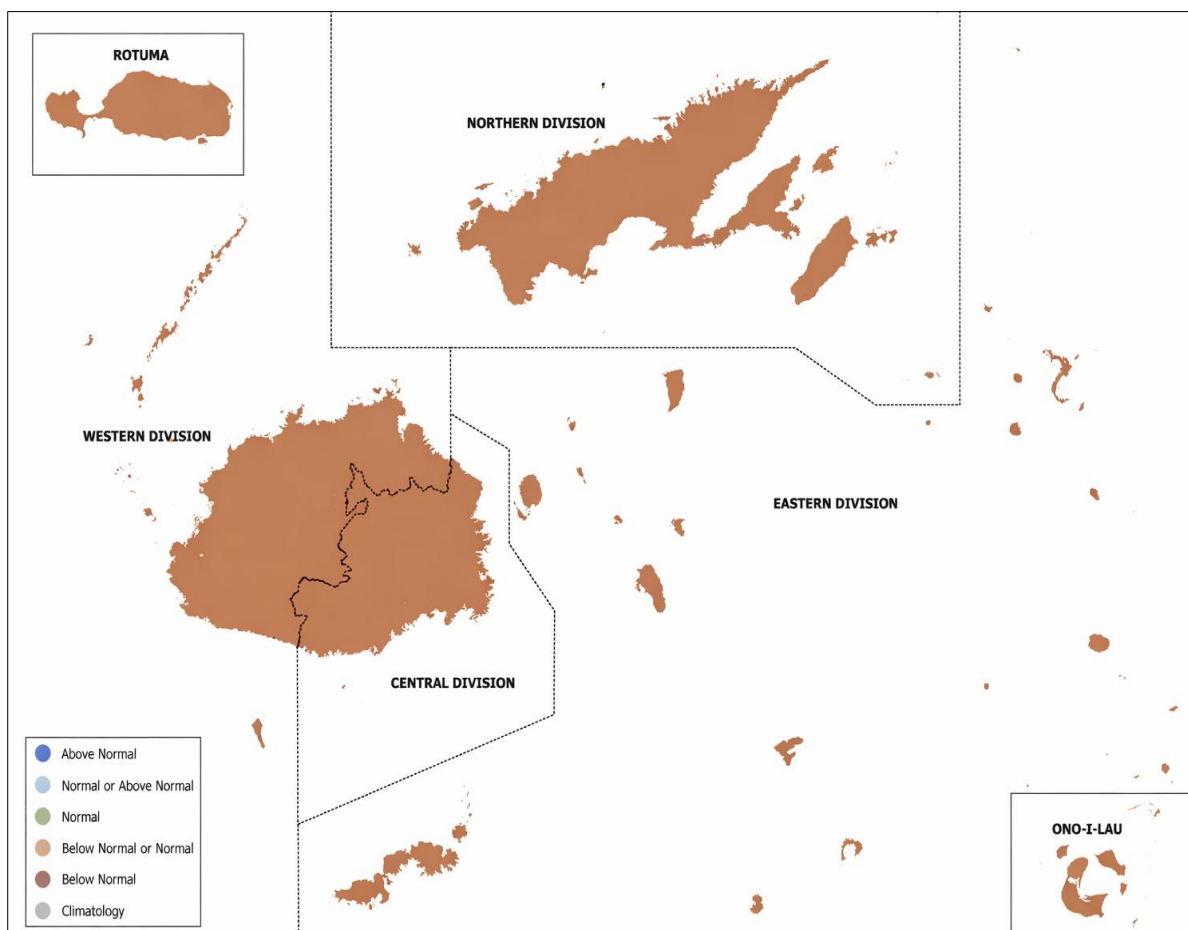 ROTUMA
NORTHERN DIVISION
WESTERN DIVISION
EASTERN DIVISION
CENTRAL DIVISION
Above Normal
Normal or Above Normal
Normal
Below Normal or Normal
Below Normal
Climatology
ONO-I-LAU